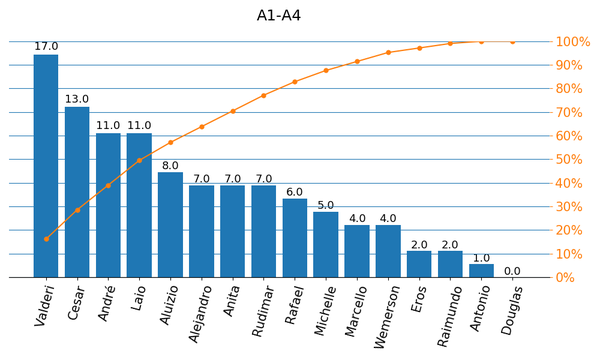 A1-A4
17.0
13.0
11.0
11.0
8.0
7.0
7.0
7.0
6.0
5.0
4.0
4.0
2.0
2.0
1.0
0.0
100%
90%
80%
70%
60%
50%
40%
30%
20%
10%
0%
Valderi
Cesar
André
Laio
Aluizio
Alejandro
Anita
Rudimar
Rafael
Michelle
Marcello
Wemerson
Eros
Raimundo
Antonio
Douglas